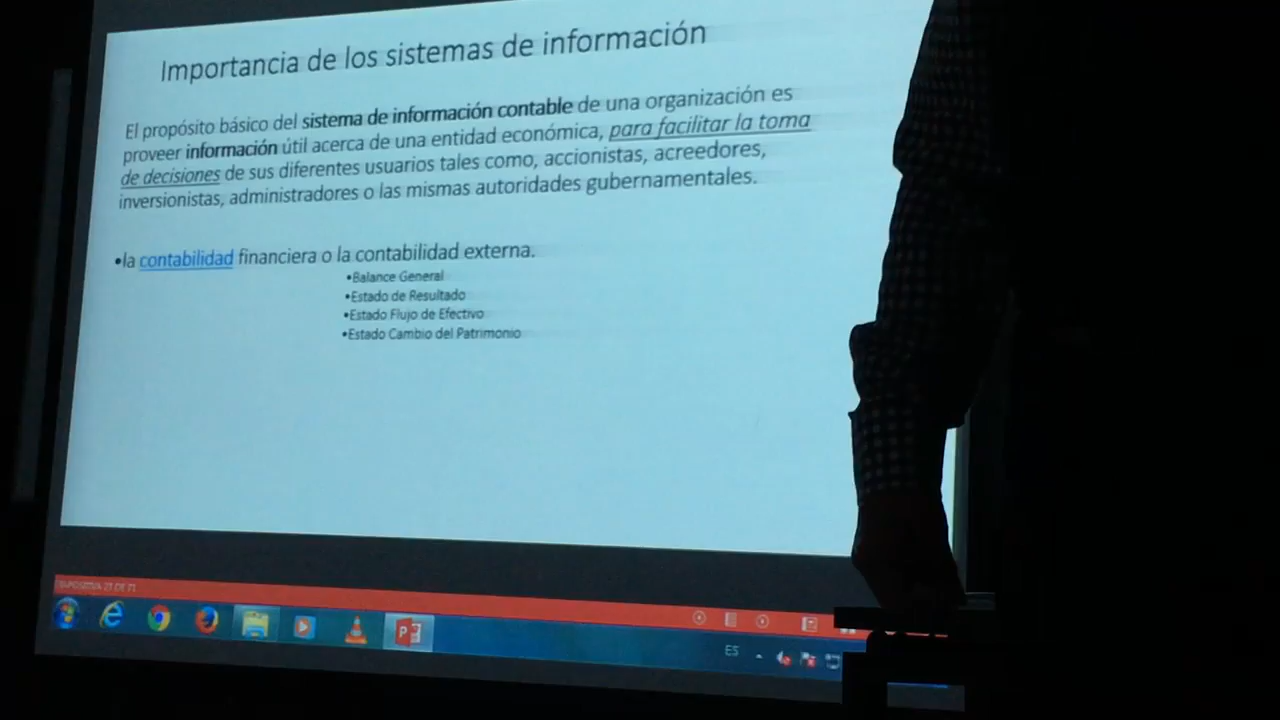 Importancia de los sistemas de información
El propósito básico del sistema de información contable de una organización es
proveer información útil acerca de una entidad económica, para facilitar la toma
de decisiones de sus diferentes usuarios tales como, accionistas, acreedores,
inversionistas, administradores o las mismas autoridades gubernamentales.
•la contabilidad financiera o la contabilidad externa.
•Balance General
•Estado de Resultado
•Estado Flujo de Efectivo
•Estado Cambio del Patrimonio
ES